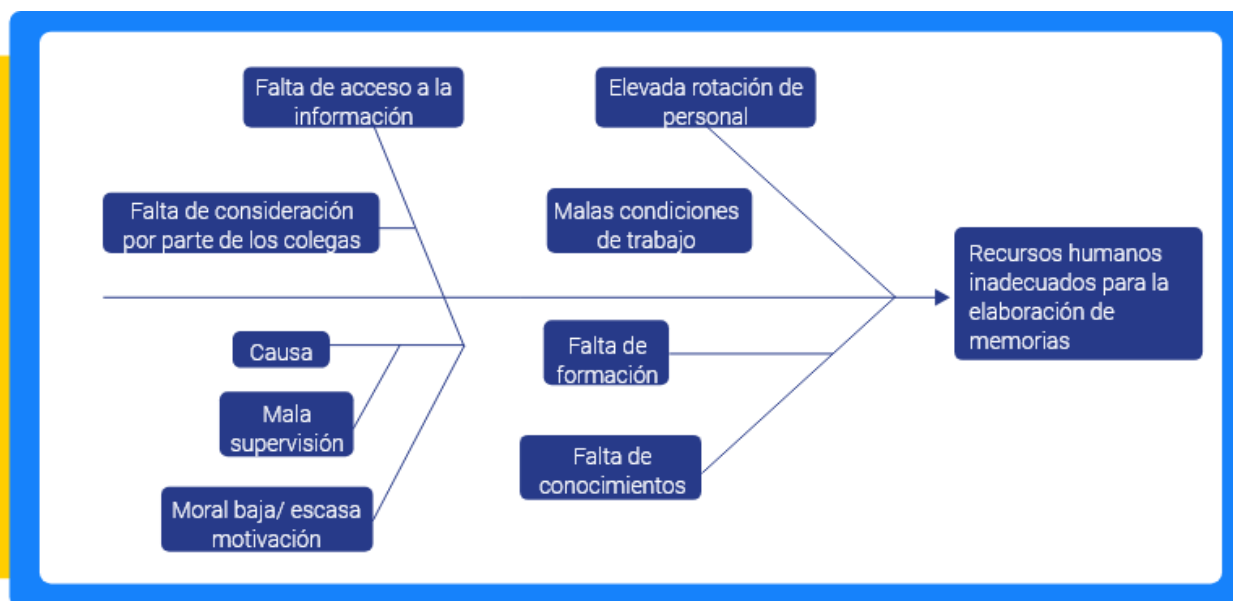 Falta de acceso a la
información
Elevada rotación de
personal
Falta de consideración
por parte de los colegas
Malas condiciones
de trabajo
Recursos humanos
inadecuados para la
elaboración de
memorias
Causa
Falta de
formación
Mala
supervisión
Falta de
conocimientos
Moral baja/ escasa
motivación